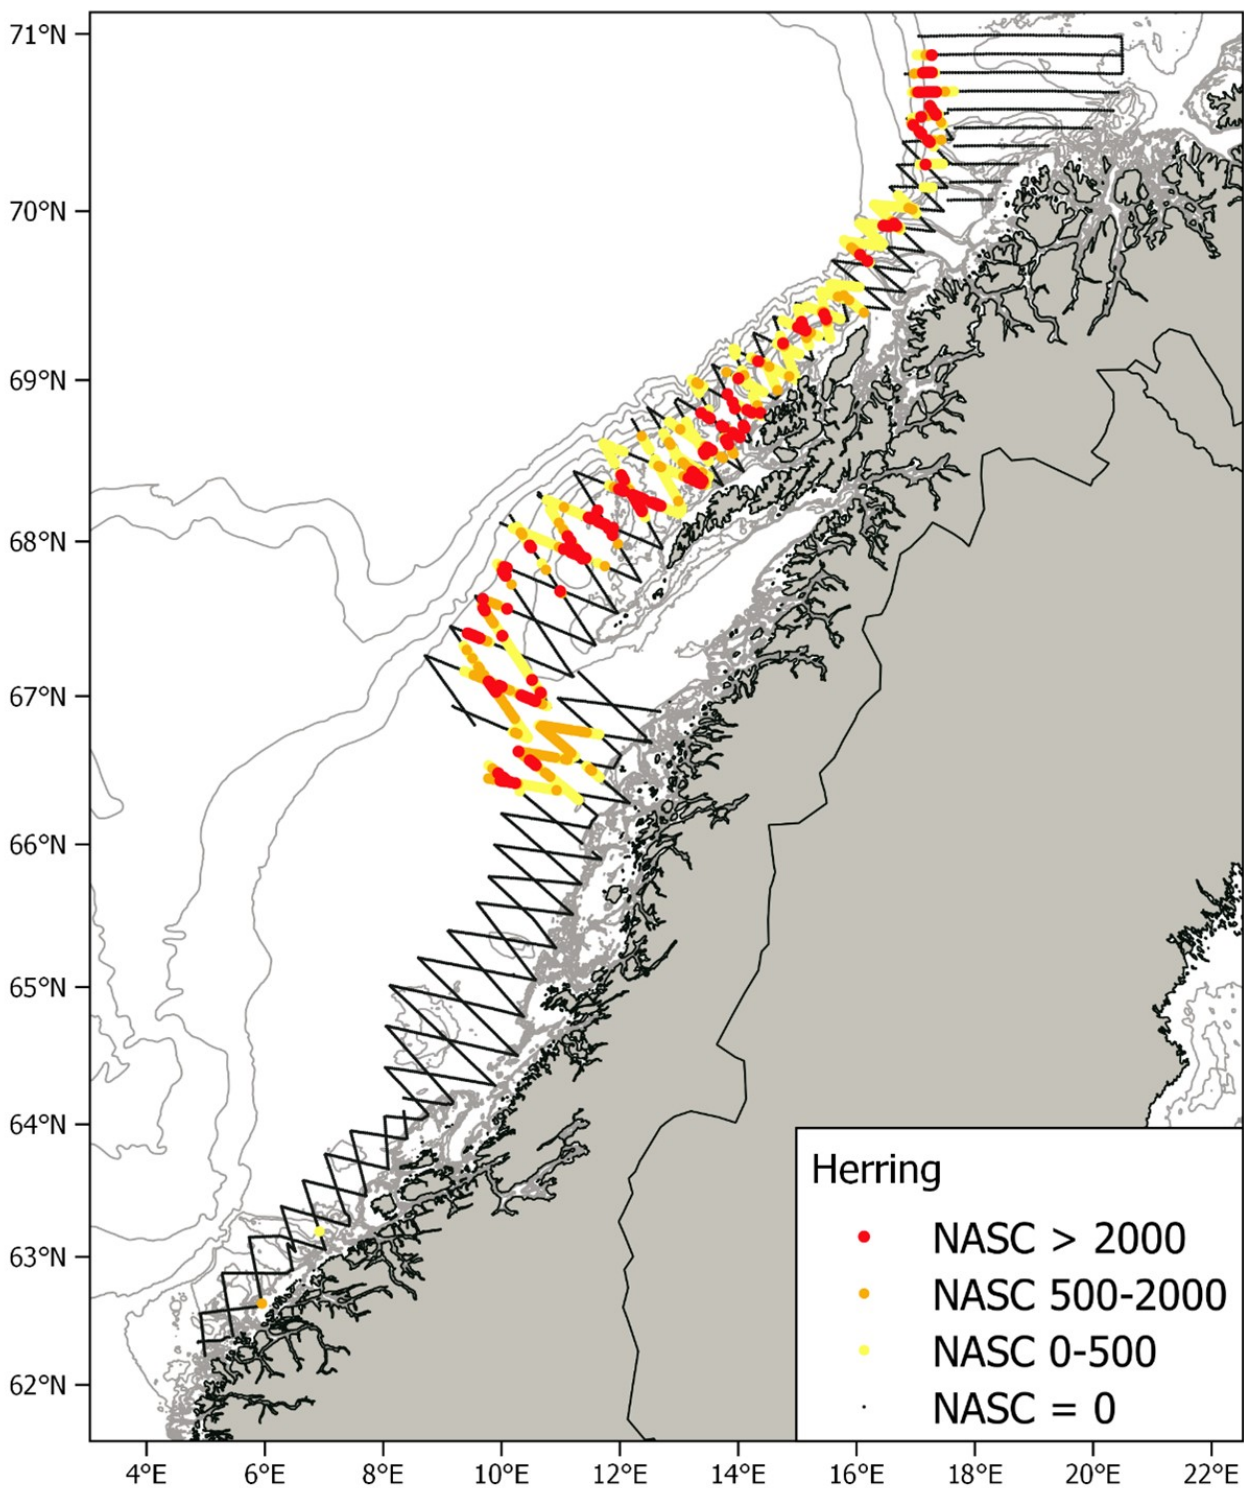 71°N
70°N
69°N
68°N
67°N
66°N
65°N
64°N
63°N
62°N
Herring
NASC > 2000
NASC 500-2000
NASC 0-500
NASC = 0
4°E 6°E 8°E 10°E 12°E 14°E 16°E 18°E 20°E 22°E